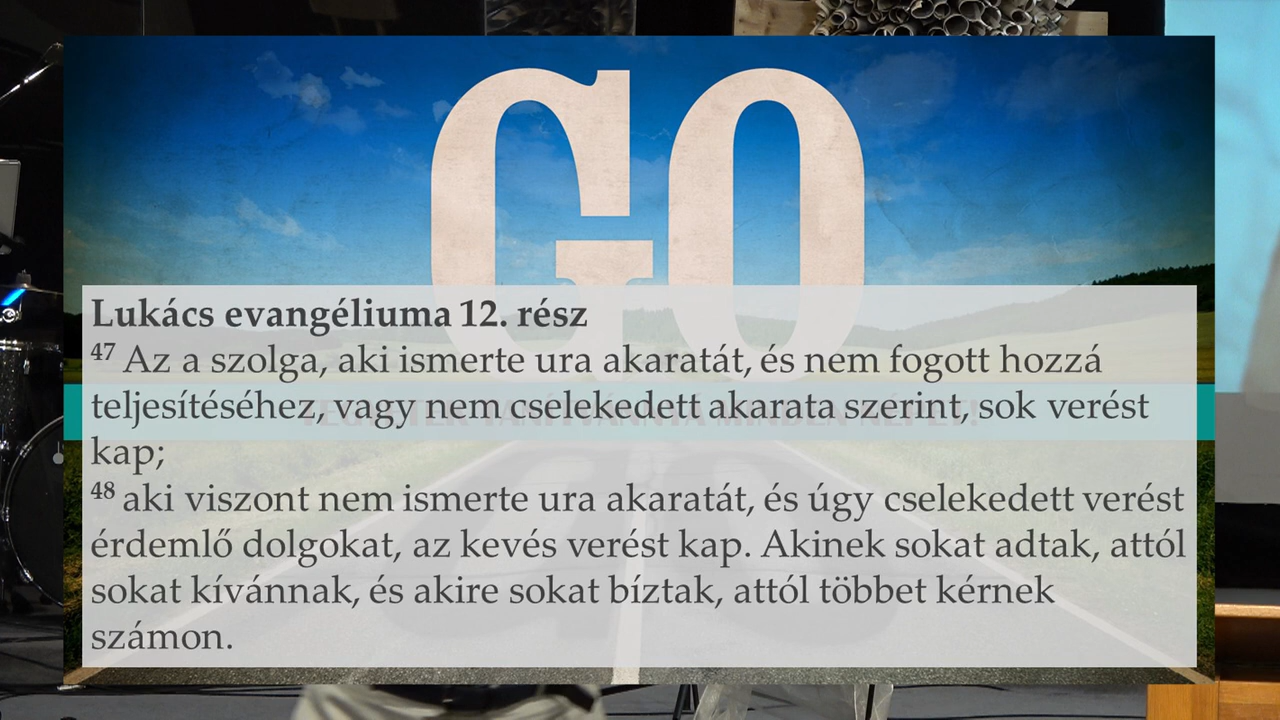 GO
Lukács evangéliuma 12. rész
47 Az a szolga, aki ismerte ura akaratát, és nem fogott hozzá
teljesítéséhez, vagy nem cselekedett akarata szerint, sok verést
kap;
48 aki viszont nem ismerte ura akaratát, és úgy cselekedett verést
érdemlő dolgokat, az kevés verést kap. Akinek sokat adtak, attól
sokat kívánnak, és akire sokat bíztak, attól többet kérnek
számon.